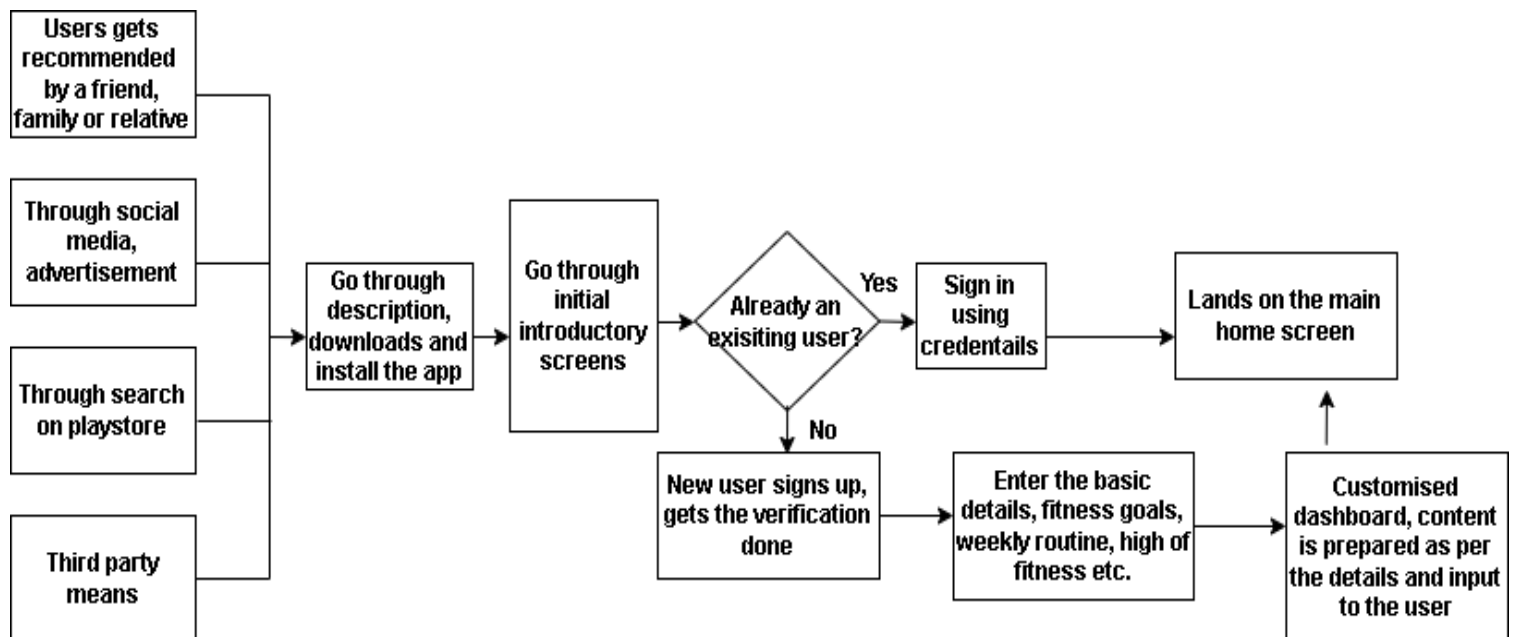 Users gets
recommended
by a friend,
family or relative
Through social
media,
advertisement
Through search
on playstore
Third party
means
Go through
description,
downloads and
install the app
Go through
initial
introductory
screens
Already an
exisiting user?
Yes
Sign in
using
credentails
Lands on the main
home screen
No
New user signs up,
gets the verification
done
Enter the basic
details, fitness goals,
weekly routine, high of
fitness etc.
Customised
dashboard, content
is prepared as per
the details and input
to the user